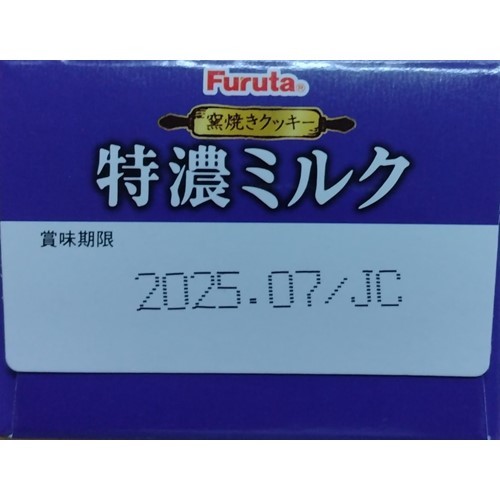 Furuta®
窯焼きクッキー
特濃ミルク
賞味期限
2025.07/JC